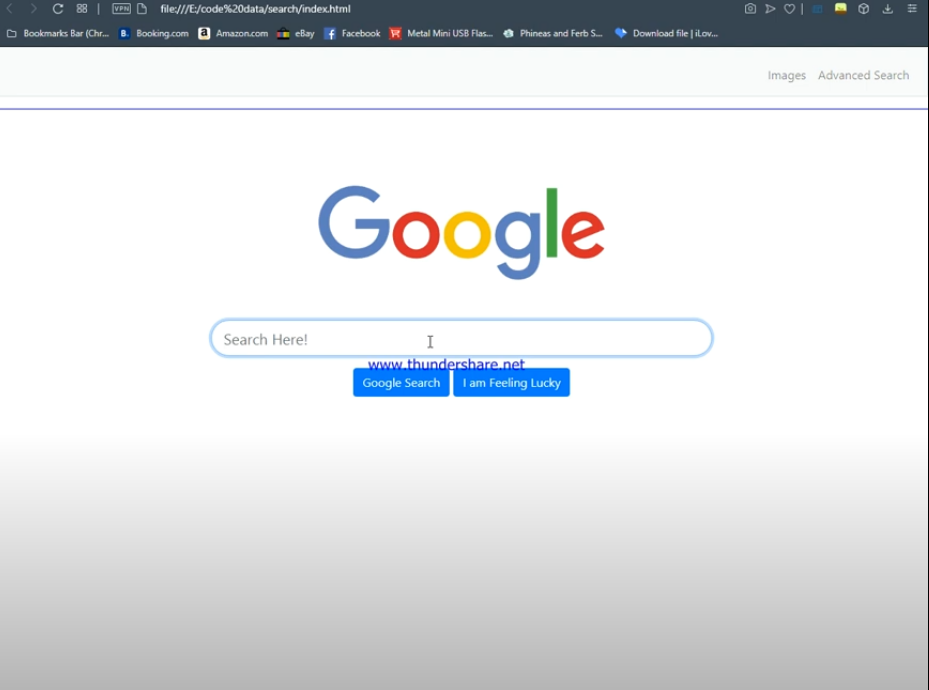 VPN file:///E:/code%20data/search/index.html
Bookmarks Bar (Chr... B. Booking.com a Amazon.com eBay f Facebook Metal Mini USB Flas... Phineas and Ferb S... Download file | iLov...
Images Advanced Search
Google
Search Here!
www.thundershare.net
Google Search I am Feeling Lucky